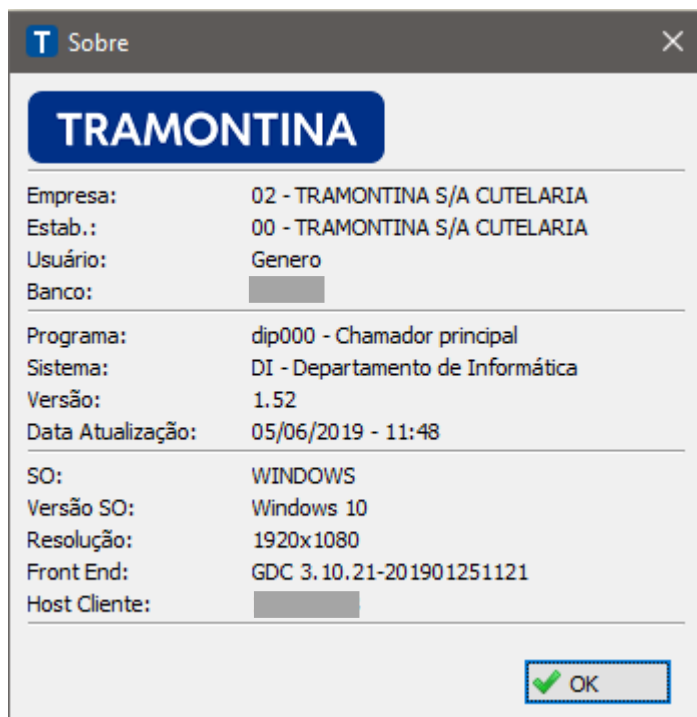 T Sobre
TRAMONTINA
Empresa: 02 - TRAMONTINA S/A CUTELARIA
Estab.: 00 - TRAMONTINA S/A CUTELARIA
Usuário: Genero
Banco:
Programa: dip000 - Chamador principal
Sistema: DI - Departamento de Informática
Versão: 1.52
Data Atualização: 05/06/2019 - 11:48
SO: WINDOWS
Versão SO: Windows 10
Resolução: 1920x1080
Front End: GDC 3.10.21-201901251121
Host Cliente:
OK